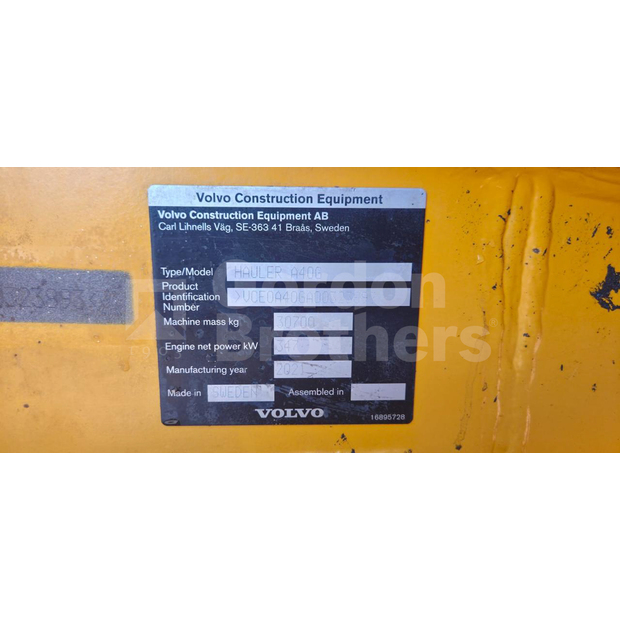 Volvo Construction Equipment
Volvo Construction Equipment AB
Carl Lihnells Väg, SE-363 41 Braås, Sweden
Type/Model HAULER A40G
Product
Identification
Number
Machine mass kg 30700
Engine net power kW
Manufacturing year 2021
Made in SWEDEN Assembled in
VOLVO
16895728
Gordon
Brothers